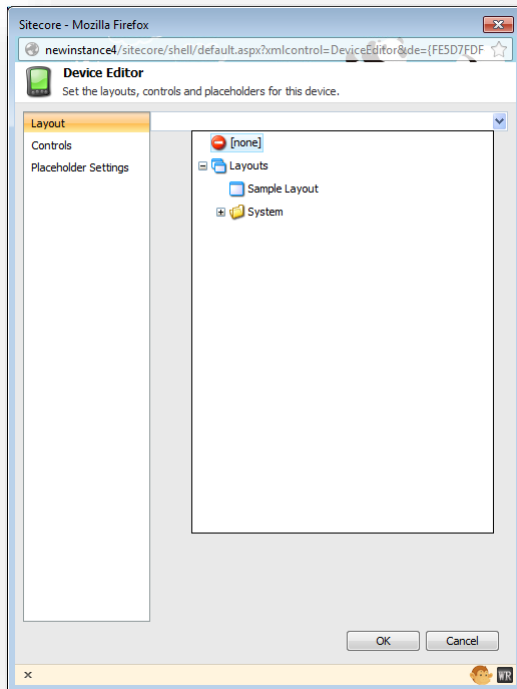 Sitecore - Mozilla Firefox
newinstance4/sitecore/shell/default.aspx?xmlcontrol=DeviceEditor&de={FE5D7FDF
Device Editor
Set the layouts, controls and placeholders for this device.
Layout
Controls
Placeholder Settings
[none]
Layouts
Sample Layout
System
OK
Cancel
×
WR